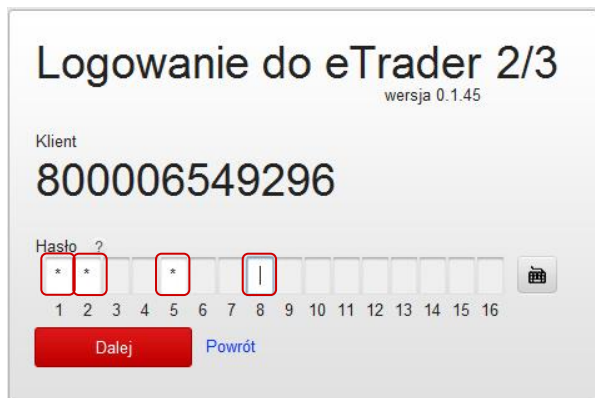 Logowanie do eTrader 2/3
wersja 0.1.45
Klient
800006549296
Hasło ?
* * *
1 2 3 4 5 6 7 8 9 10 11 12 13 14 15 16
Dalej Powrót